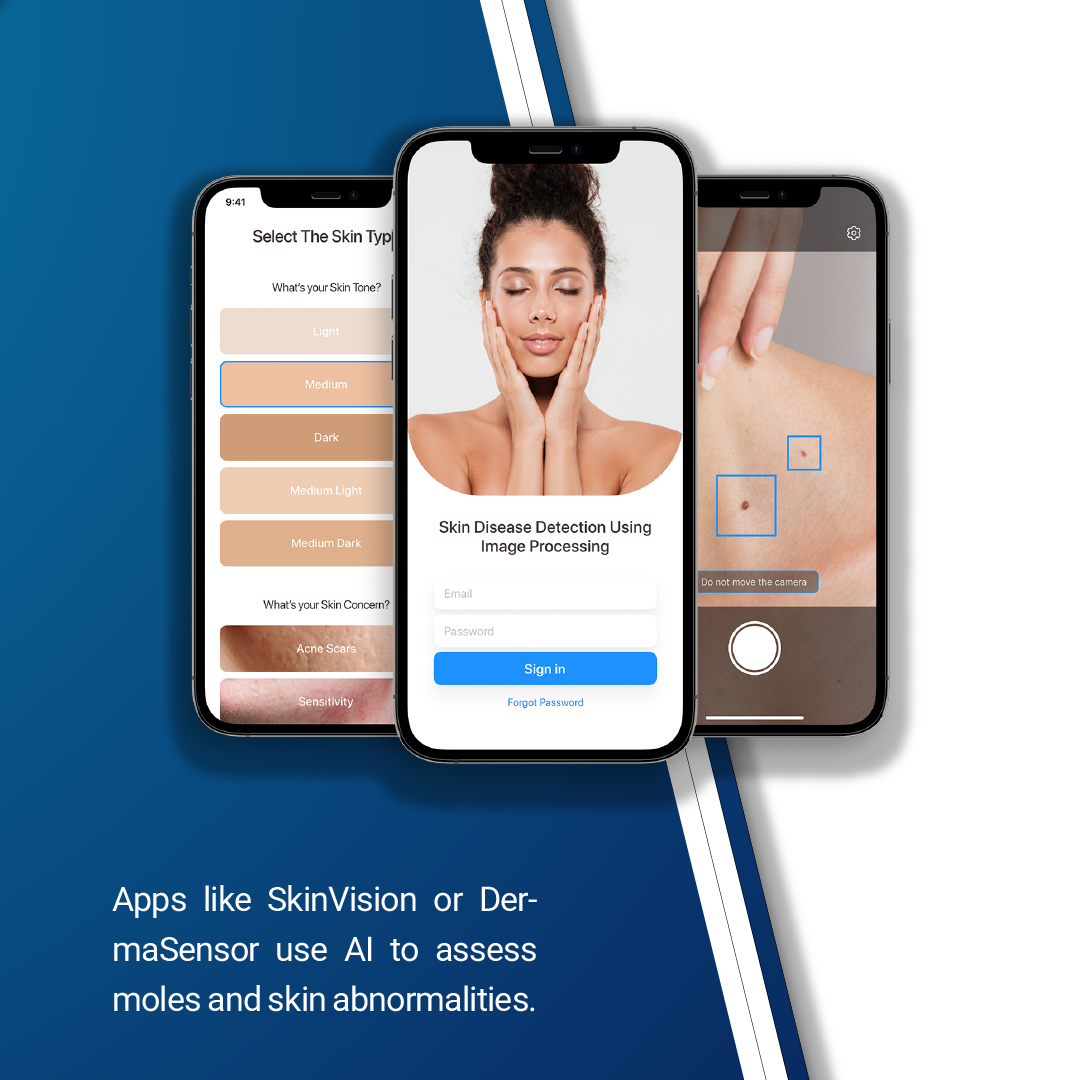 9:41
Select The Skin Typ
What's your Skin Tone?
Light
Medium
Dark
Medium Light
Medium Dark
What's your Skin Concern?
Acne Scars
Sensitivity
Skin Disease Detection Using
Image Processing
Email
Password
Sign in
Forgot Password
Do not move the camera
Apps like SkinVision or Der-
maSensor use AI to assess
moles and skin abnormalities.